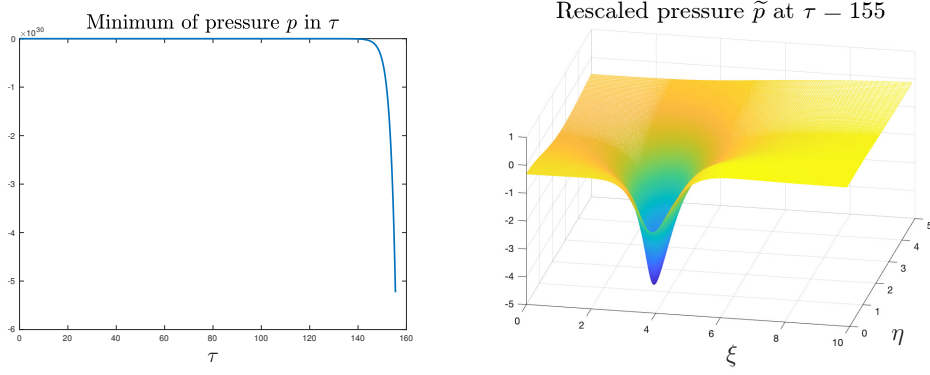 Minimum of pressure p in τ
×10^30
0
-1
-2
-3
-4
-5
-6
0 20 40 60 80 100 120 140 160
τ
Rescaled pressure p̃ at τ − 155
1
0
-1
-2
-3
-4
-5
0 2 4 6 8 10
ξ
0 1 2 3 4 5
η